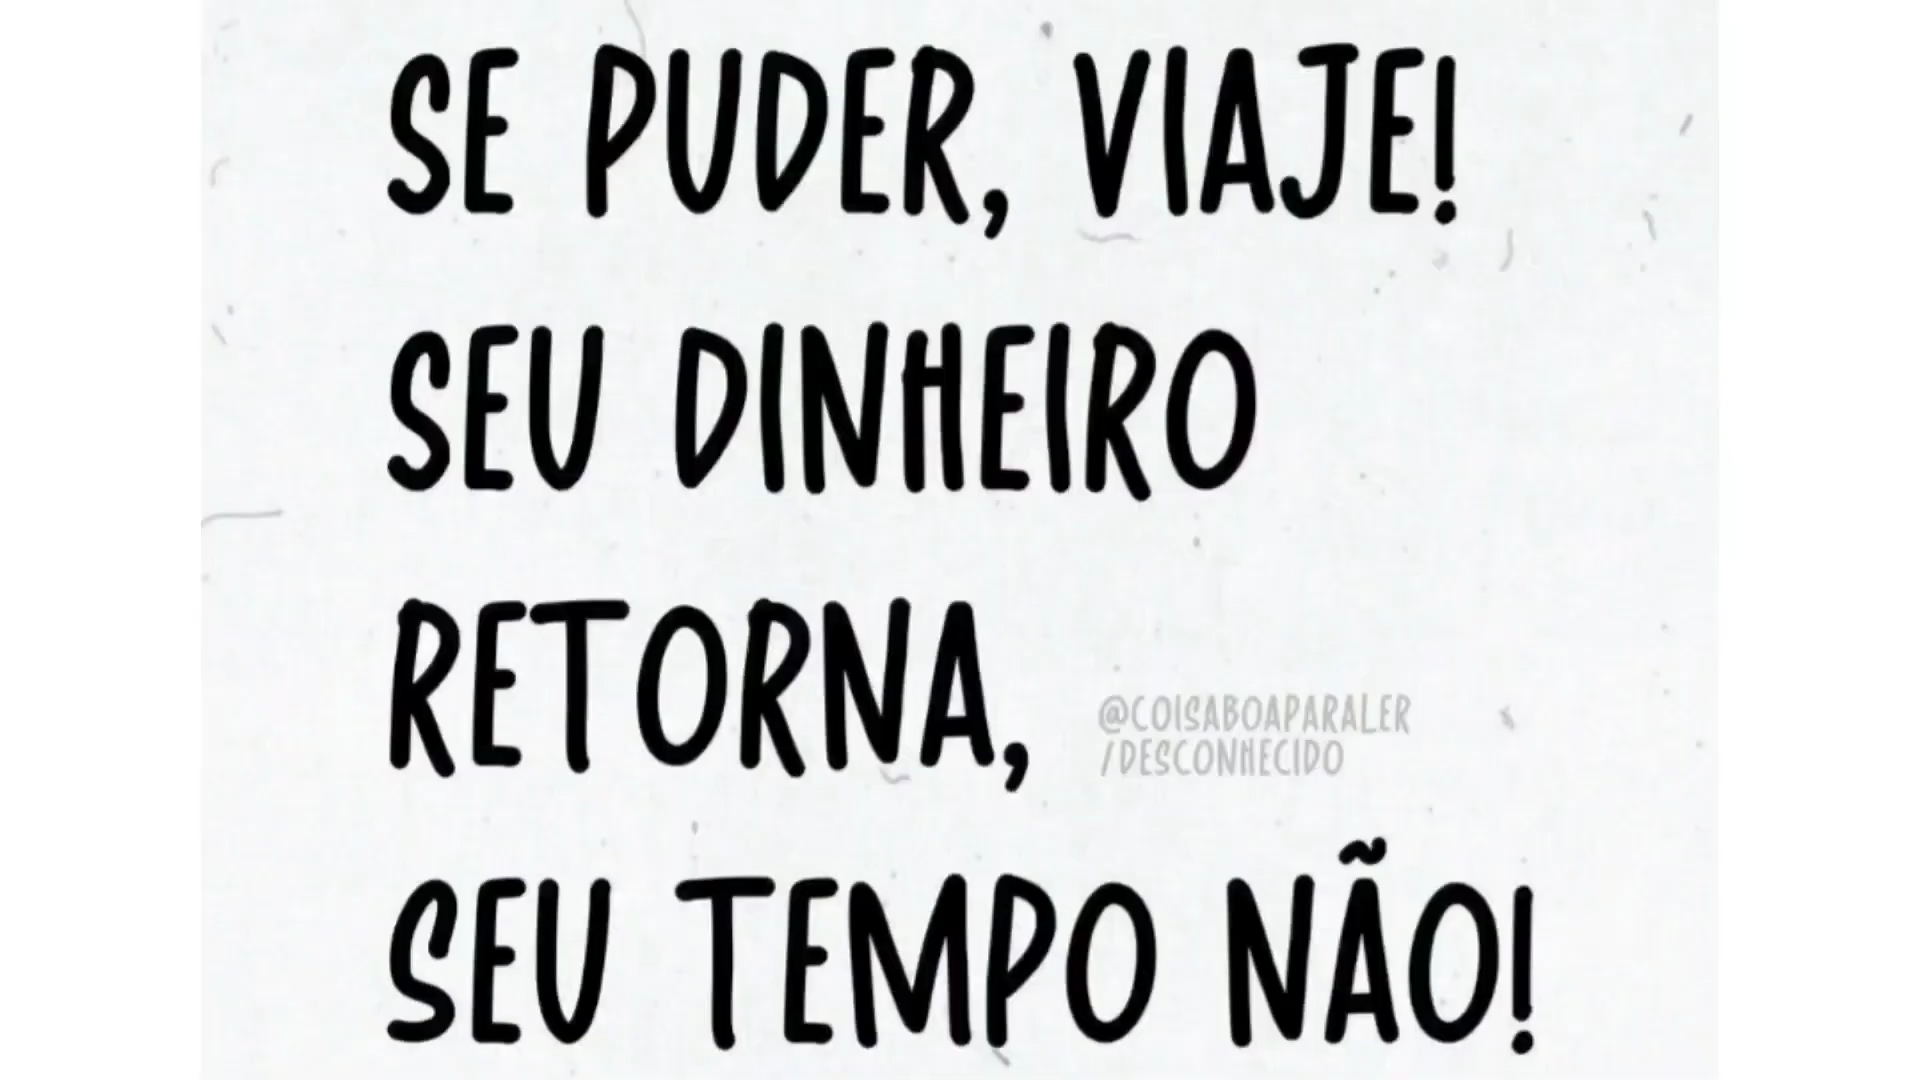 SE PUDER, VIAJE!
SEU DINHEIRO
RETORNA,
@COISABOAPARALER
/DESCONHECIDO
SEU TEMPO NÃO!